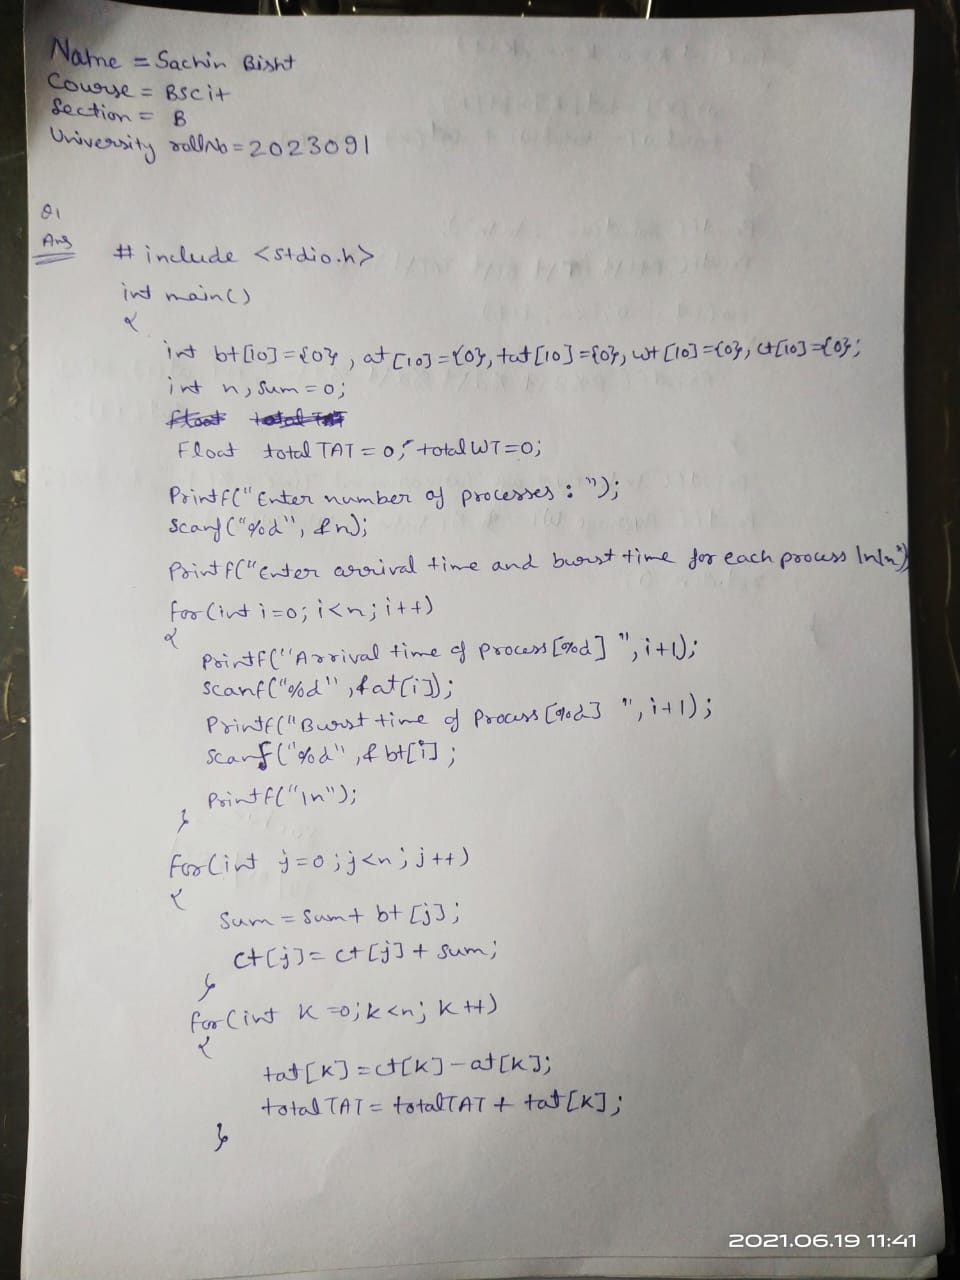 Name = Sachin Bisht
Course = BScit
Section = B
University rollNo = 2023091
Q1
Ans
# include <stdio.h>
int main()
{
int bt[10]={0}, at[10]={0}, tat[10]={0}, wt[10]={0}, ct[10]={0};
int n, sum=0;
float total TAT
Float total TAT = 0, total WT=0;
Printf("Enter number of processes : ");
Scanf("%d", &n);
Printf("Enter arrival time and burst time for each process \n\n")
for(int i=0; i<n; i++)
{
Printf("Arrival time of process[%d] ", i+1);
Scanf("%d", &at[i]);
Printf("Burst time of Process[%d] ", i+1);
Scanf("%d", & bt[i];
Printf("\n");
}
For(int j=0; j<n; j++)
{
Sum = Sum + bt[j];
ct[j] = ct[j] + sum;
}
For(int K =0; k<n; K++)
{
tat[K] = ct[K] - at[K];
total TAT = total TAT + tat[K];
}
2021.06.19 11:41